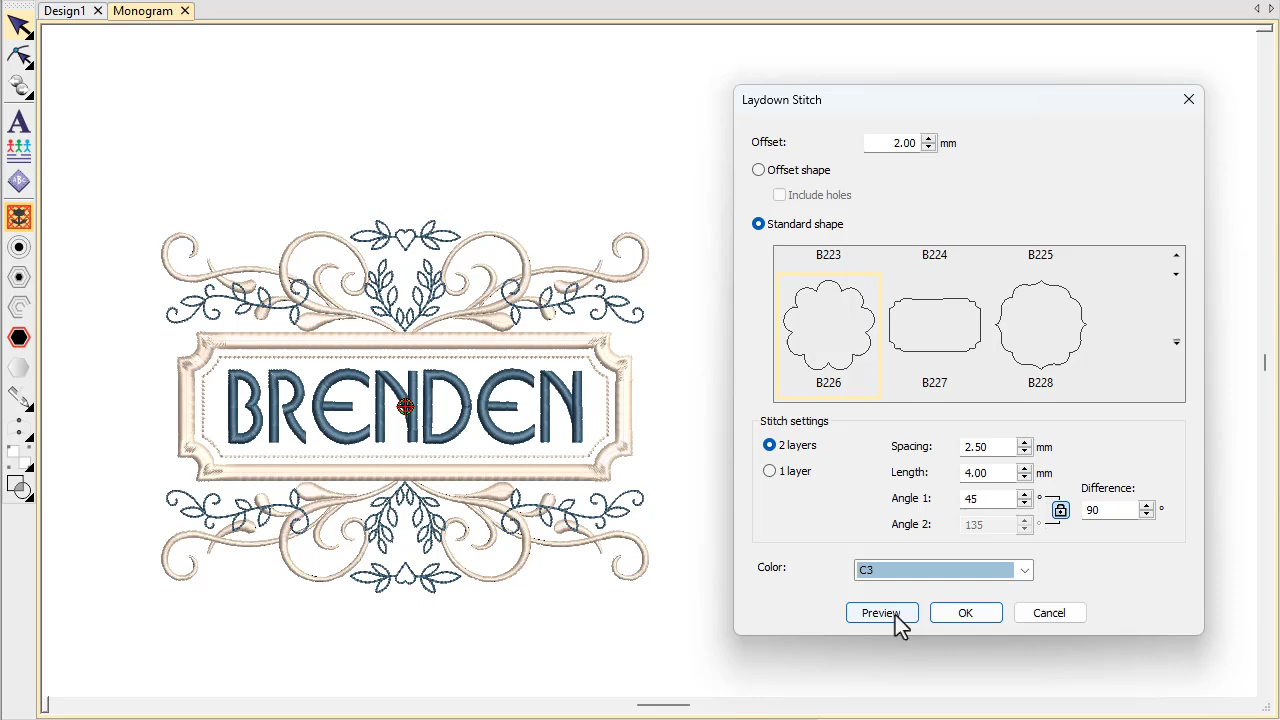 Design1
Monogram
Laydown Stitch
Offset:
2.00
mm
Offset shape
Include holes
Standard shape
B223
B224
B225
B226
B227
B228
Stitch settings
2 layers
1 layer
Spacing:
2.50
mm
Length:
4.00
mm
Angle 1:
45
°
Angle 2:
135
°
Difference:
90
°
Color:
C3
Preview
OK
Cancel
BRENDEN
A
ABC